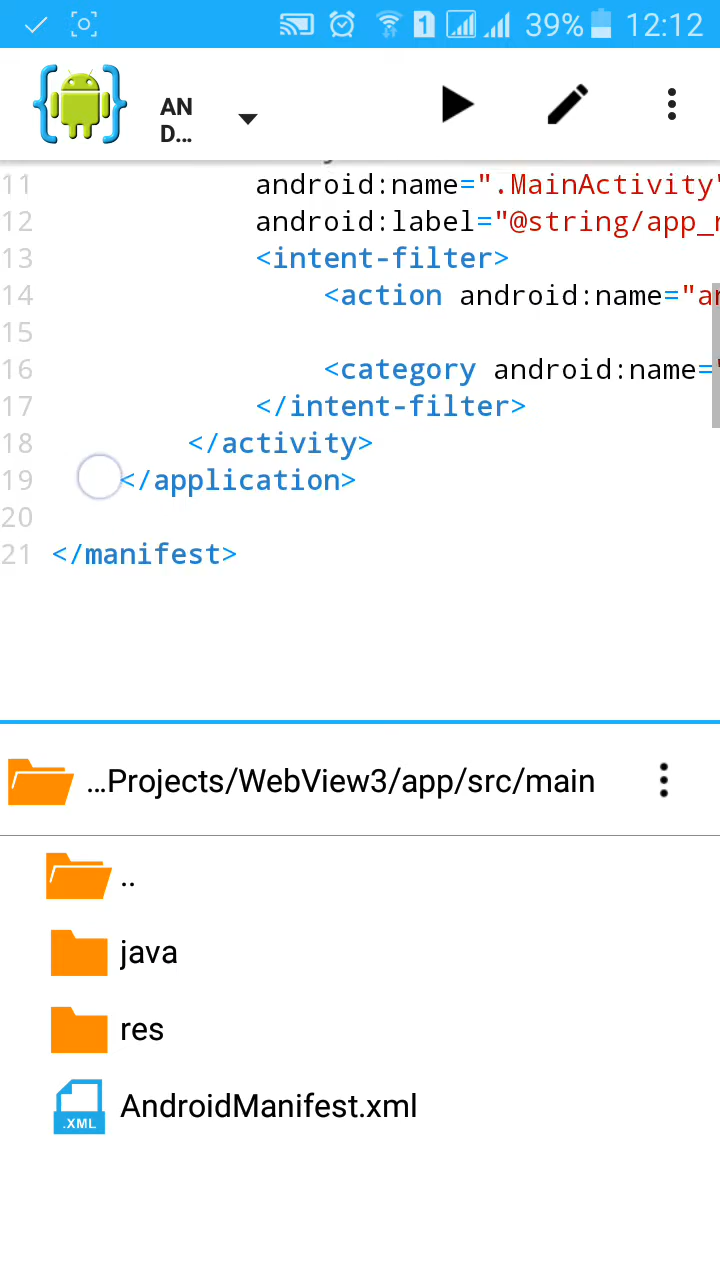 1 39% 12:12
AN
D...
11 android:name=".MainActivity"
12 android:label="@string/app_
13 <intent-filter>
14 <action android:name="a
15
16 <category android:name="
17 </intent-filter>
18 </activity>
19 </application>
20
21 </manifest>
...Projects/WebView3/app/src/main
..
java
res
.XML AndroidManifest.xml